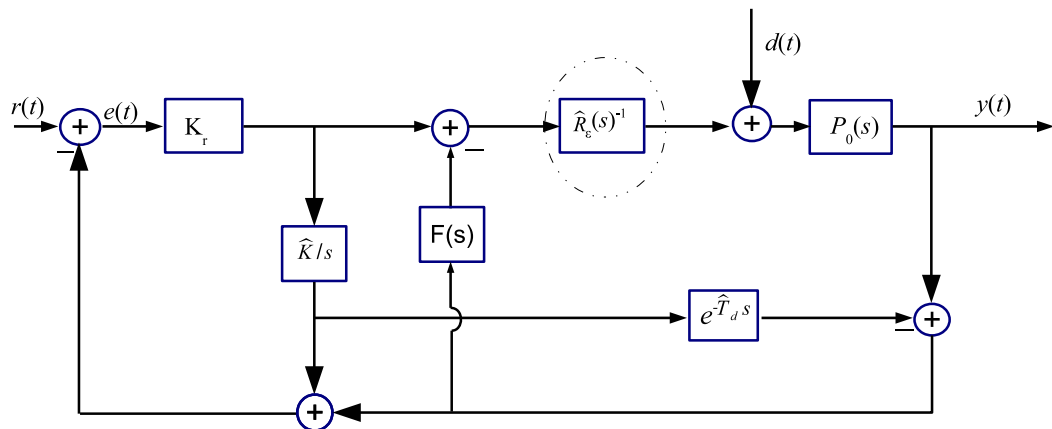 d(t)
r(t) e(t) K_r R̂_ε(s)⁻¹ P_0(s) y(t)
+ + + +
− −
K̂/s F(s)
e^{-T̂_d s} +
−
+